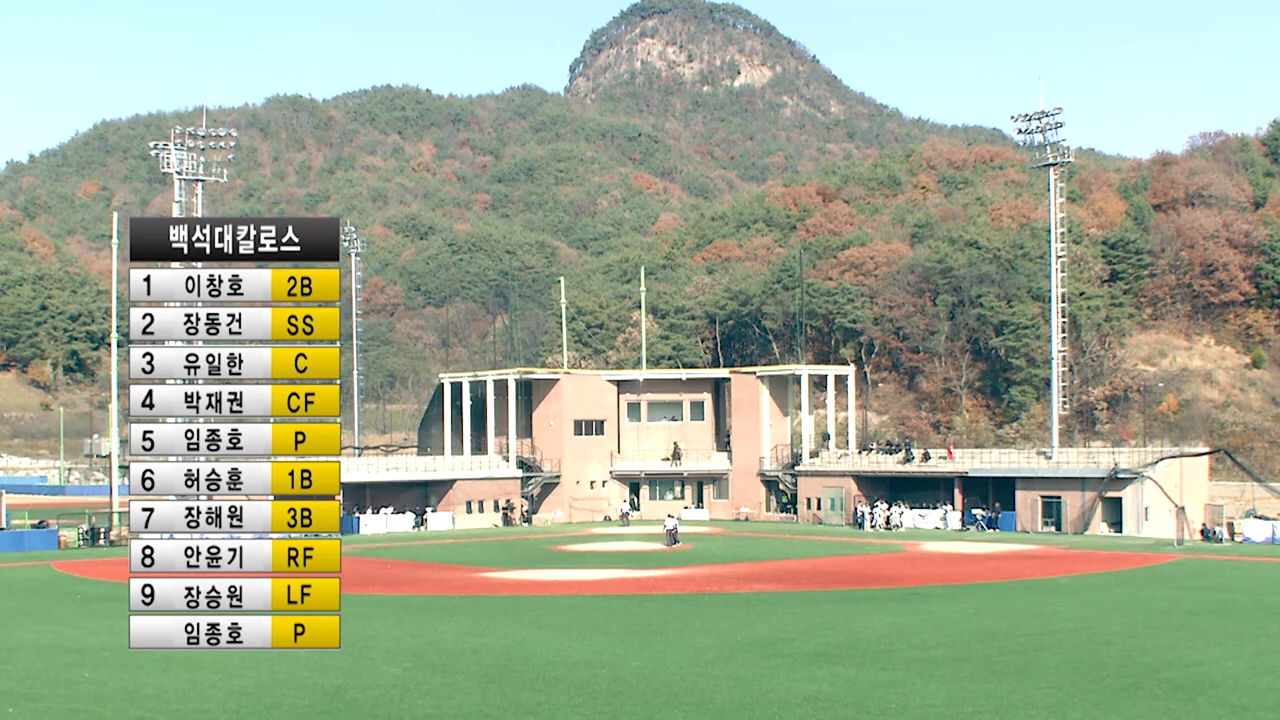 백석대칼로스
1 이창호 2B
2 장동건 SS
3 유일한 C
4 박재권 CF
5 임종호 P
6 허승훈 1B
7 장해원 3B
8 안윤기 RF
9 장승원 LF
임종호 P